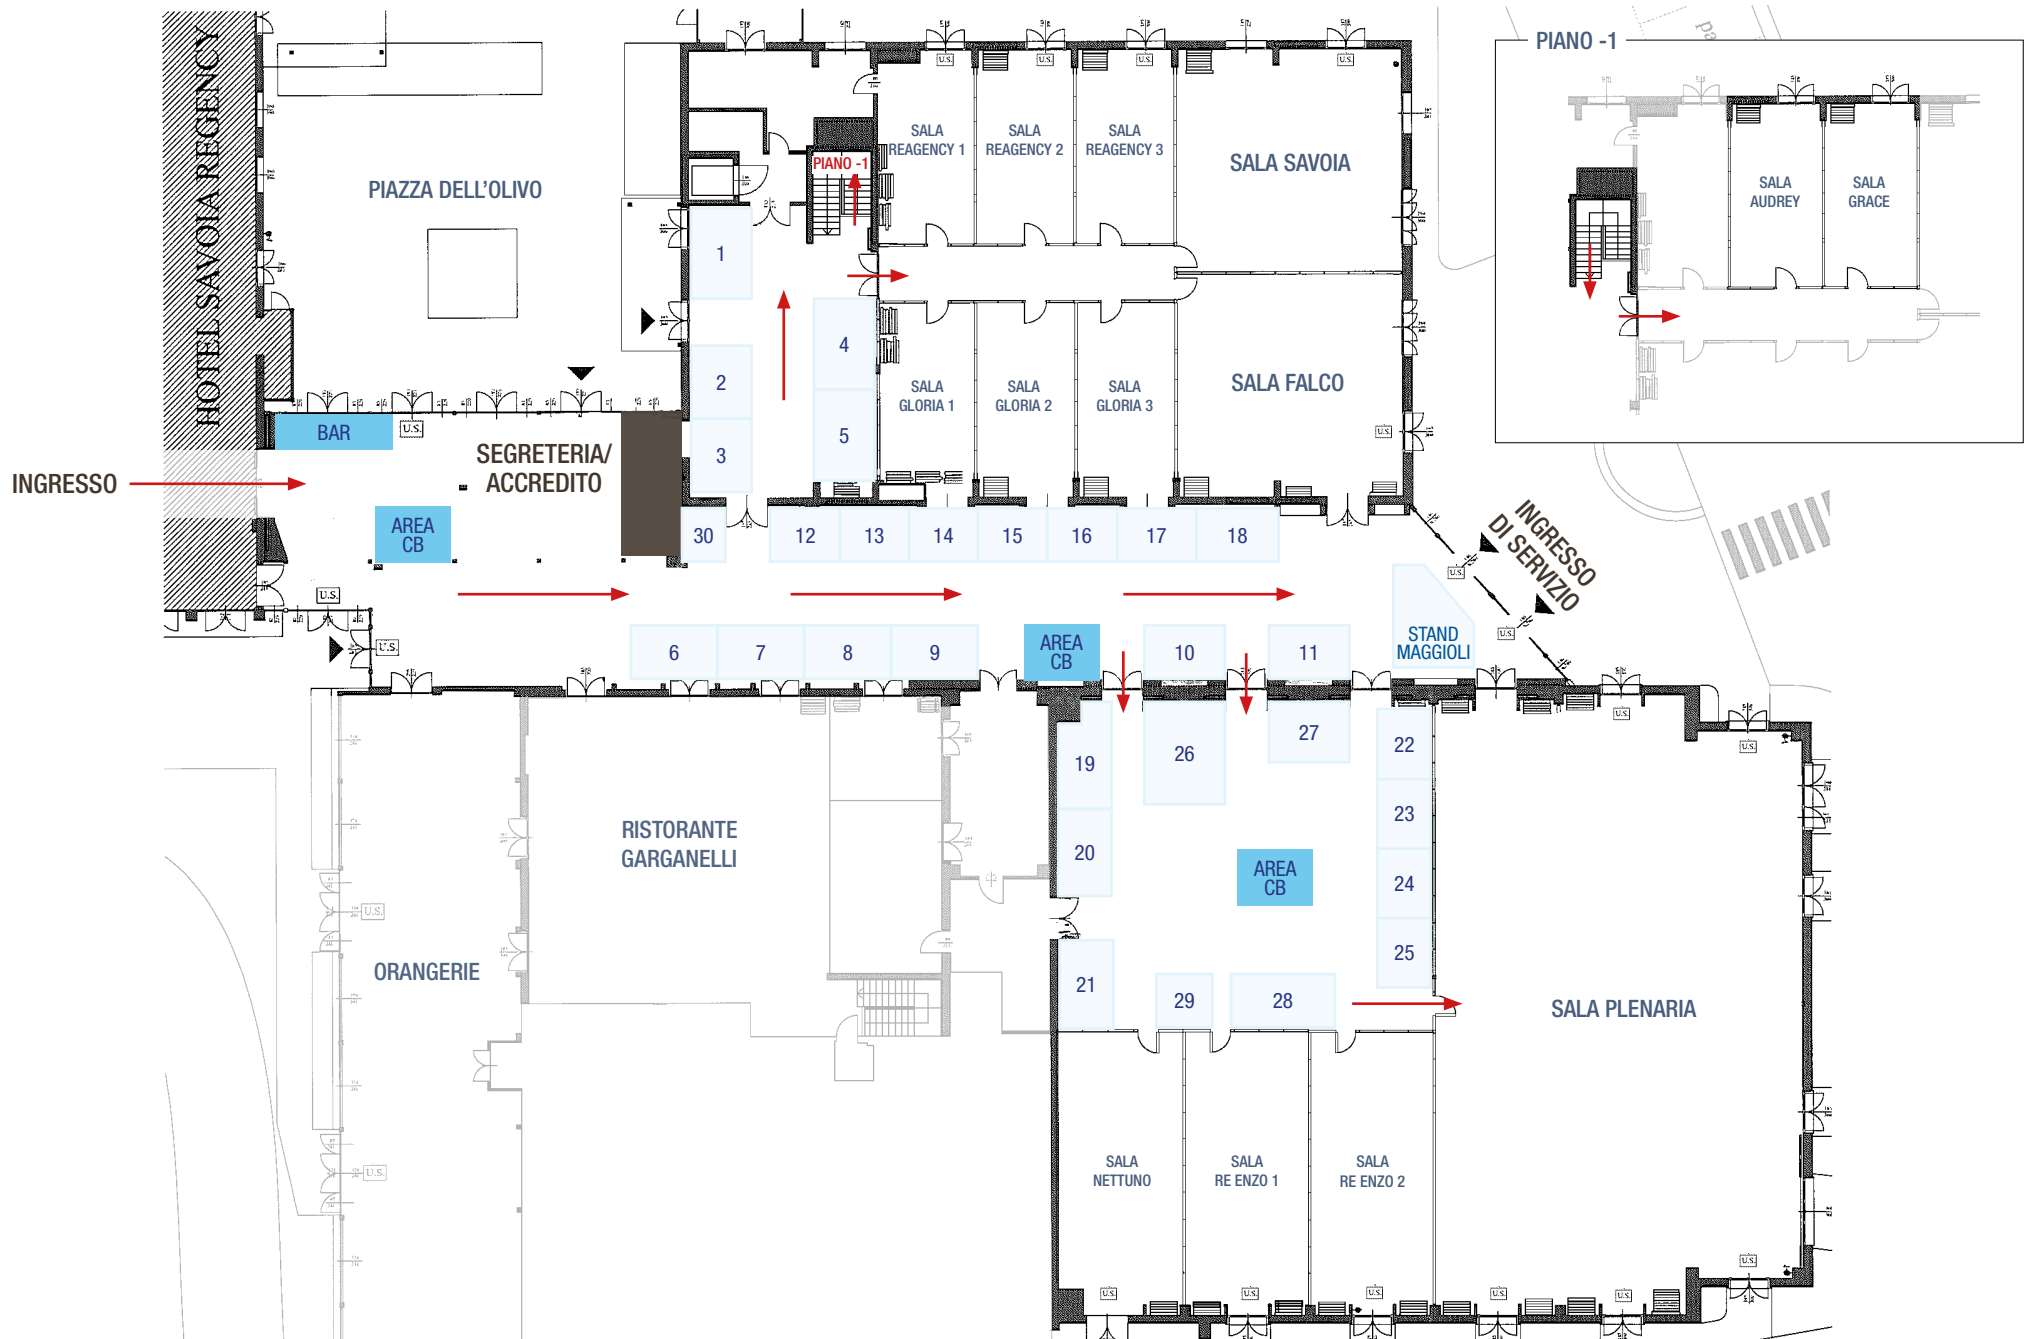 HOTEL SAVOIA REGENCY
PIAZZA DELL'OLIVO
BAR
U.S.
INGRESSO
SEGRETERIA/
ACCREDITO
AREA
CB
U.S.
U.S.
PIANO -1
1
2
3
4
5
U.S.
U.S.
U.S.
U.S.
SALA
REAGENCY 1
SALA
REAGENCY 2
SALA
REAGENCY 3
SALA SAVOIA
SALA
GLORIA 1
SALA
GLORIA 2
SALA
GLORIA 3
SALA FALCO
U.S.
PIANO -1
SALA
AUDREY
SALA
GRACE
30
12
13
14
15
16
17
18
INGRESSO
DI SERVIZIO
U.S.
U.S.
6
7
8
9
AREA
CB
10
11
STAND
MAGGIOLI
19
20
21
26
27
22
23
24
25
AREA
CB
29
28
RISTORANTE
GARGANELLI
ORANGERIE
U.S.
U.S.
SALA PLENARIA
U.S.
U.S.
U.S.
SALA
NETTUNO
SALA
RE ENZO 1
SALA
RE ENZO 2
U.S.
U.S.
U.S.
U.S.
U.S.